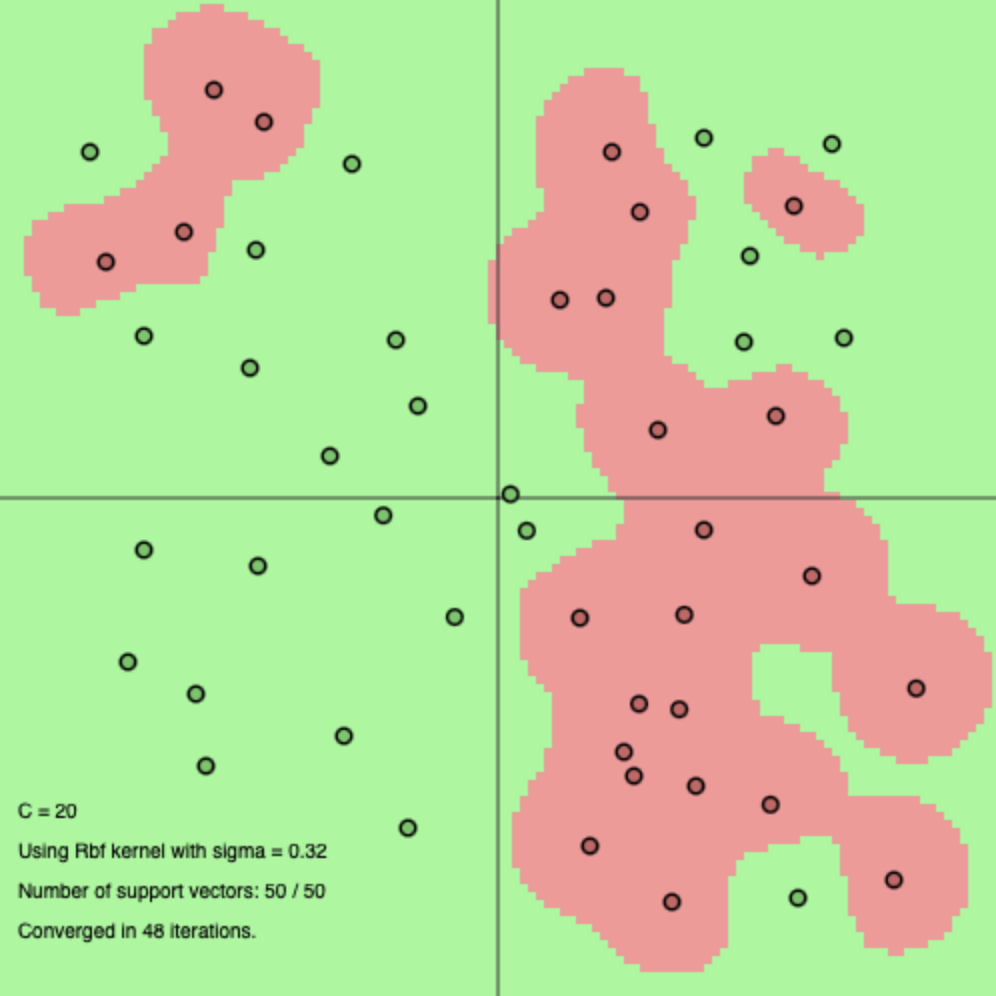 C = 20
Using Rbf kernel with sigma = 0.32
Number of support vectors: 50 / 50
Converged in 48 iterations.